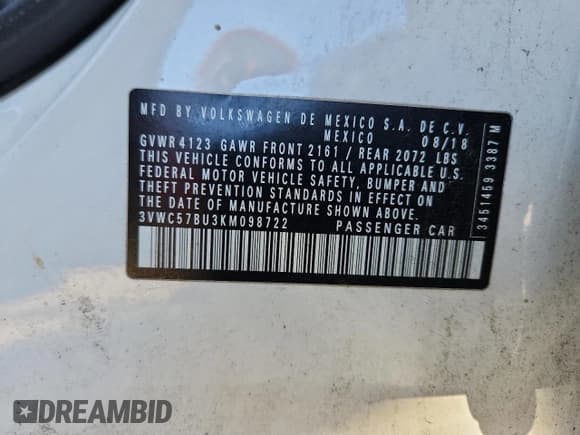 MFD BY VOLKSWAGEN DE MEXICO S.A. DE C.V.
MEXICO 08/18
GVWR 4123 GAWR FRONT 2161 / REAR 2072 LBS
THIS VEHICLE CONFORMS TO ALL APPLICABLE U.S.
FEDERAL MOTOR VEHICLE SAFETY, BUMPER AND
THEFT PREVENTION STANDARDS IN EFFECT ON
THE DATE OF MANUFACTURE SHOWN ABOVE.
3VWC57BU3KM098722 PASSENGER CAR
3451459 3387 M
DREAMBID